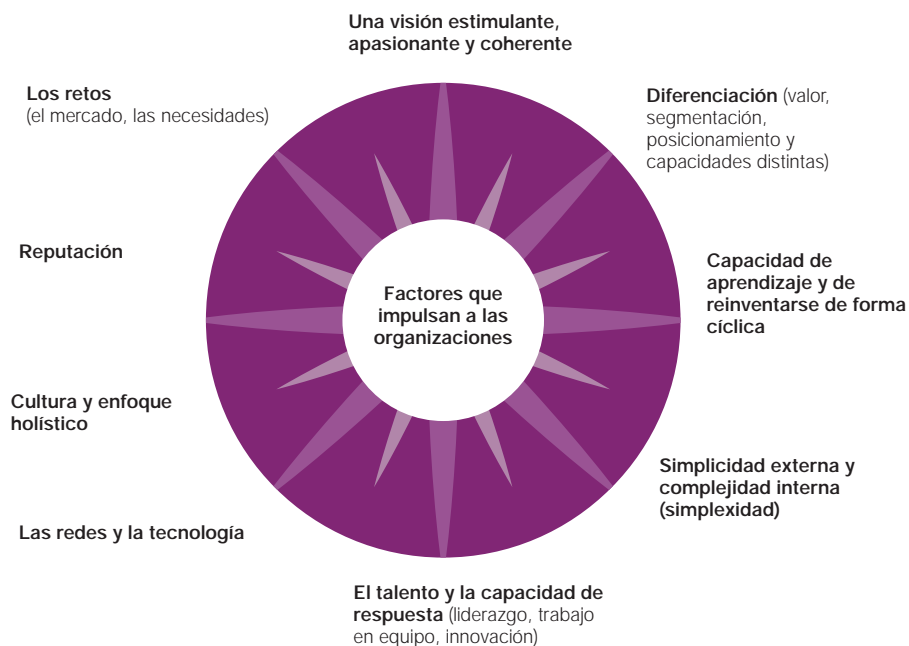 Una visión estimulante,
apasionante y coherente
Diferenciación (valor,
segmentación,
posicionamiento y
capacidades distintas)
Capacidad de
aprendizaje y de
reinventarse de forma
cíclica
Simplicidad externa y
complejidad interna
(simplexidad)
El talento y la capacidad de
respuesta (liderazgo, trabajo
en equipo, innovación)
Las redes y la tecnología
Cultura y enfoque
holístico
Reputación
Los retos
(el mercado, las necesidades)
Factores que
impulsan a las
organizaciones